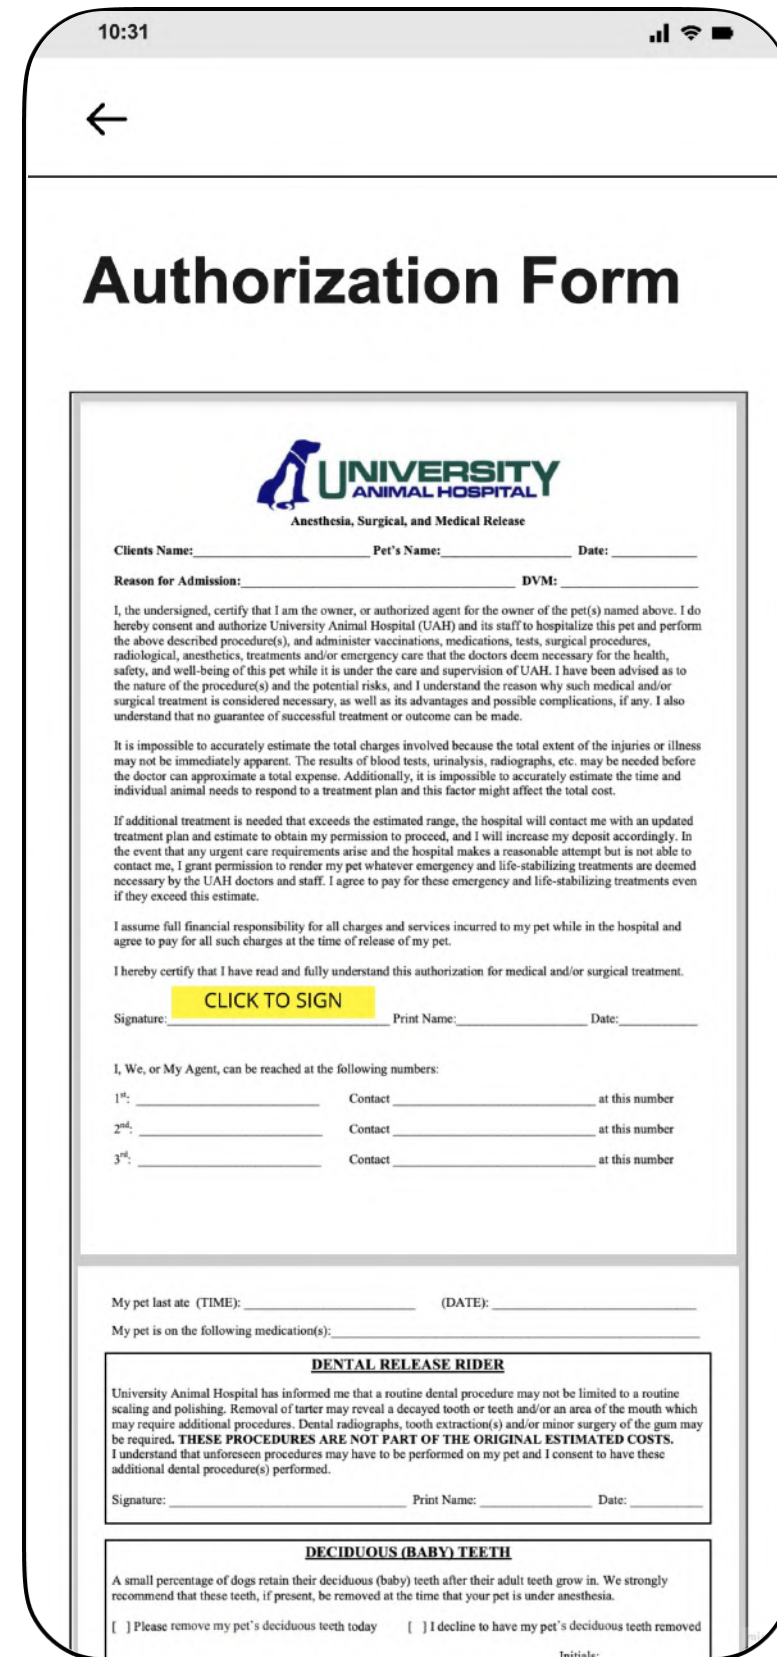 10:31
Authorization Form
UNIVERSITY
ANIMAL HOSPITAL
Anesthesia, Surgical, and Medical Release
Clients Name:____ Pet's Name:____ Date: ____
Reason for Admission:____ DVM: ____
I, the undersigned, certify that I am the owner, or authorized agent for the owner of the pet(s) named above. I do
hereby consent and authorize University Animal Hospital (UAH) and its staff to hospitalize this pet and perform
the above described procedure(s), and administer vaccinations, medications, tests, surgical procedures,
radiological, anesthetics, treatments and/or emergency care that the doctors deem necessary for the health,
safety, and well-being of this pet while it is under the care and supervision of UAH. I have been advised as to
the nature of the procedure(s) and the potential risks, and I understand the reason why such medical and/or
surgical treatment is considered necessary, as well as its advantages and possible complications, if any. I also
understand that no guarantee of successful treatment or outcome can be made.
It is impossible to accurately estimate the total charges involved because the total extent of the injuries or illness
may not be immediately apparent. The results of blood tests, urinalysis, radiographs, etc. may be needed before
the doctor can approximate a total expense. Additionally, it is impossible to accurately estimate the time and
individual animal needs to respond to a treatment plan and this factor might affect the total cost.
If additional treatment is needed that exceeds the estimated range, the hospital will contact me with an updated
treatment plan and estimate to obtain my permission to proceed, and I will increase my deposit accordingly. In
the event that any urgent care requirements arise and the hospital makes a reasonable attempt but is not able to
contact me, I grant permission to render my pet whatever emergency and life-stabilizing treatments are deemed
necessary by the UAH doctors and staff. I agree to pay for these emergency and life-stabilizing treatments even
if they exceed this estimate.
I assume full financial responsibility for all charges and services incurred to my pet while in the hospital and
agree to pay for all such charges at the time of release of my pet.
I hereby certify that I have read and fully understand this authorization for medical and/or surgical treatment.
CLICK TO SIGN
Signature:____ Print Name:____ Date:____
I, We, or My Agent, can be reached at the following numbers:
1st: ____ Contact ____ at this number
2nd: ____ Contact ____ at this number
3rd: ____ Contact ____ at this number
My pet last ate (TIME): ____ (DATE): ____
My pet is on the following medication(s):____
DENTAL RELEASE RIDER
University Animal Hospital has informed me that a routine dental procedure may not be limited to a routine
scaling and polishing. Removal of tarter may reveal a decayed tooth or teeth and/or an area of the mouth which
may require additional procedures. Dental radiographs, tooth extraction(s) and/or minor surgery of the gum may
be required. THESE PROCEDURES ARE NOT PART OF THE ORIGINAL ESTIMATED COSTS.
I understand that unforeseen procedures may have to be performed on my pet and I consent to have these
additional dental procedure(s) performed.
Signature: ____ Print Name: ____ Date: ____
DECIDUOUS (BABY) TEETH
A small percentage of dogs retain their deciduous (baby) teeth after their adult teeth grow in. We strongly
recommend that these teeth, if present, be removed at the time that your pet is under anesthesia.
[ ] Please remove my pet's deciduous teeth today [ ] I decline to have my pet's deciduous teeth removed
Initials: